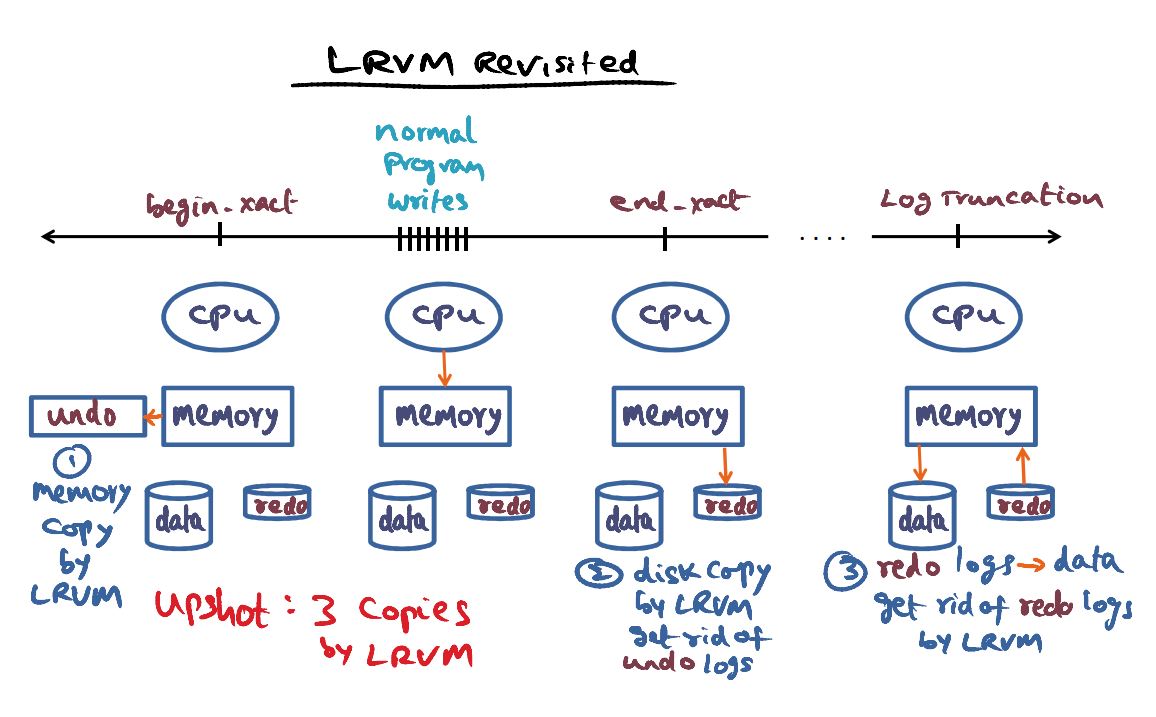 LRVM Revisited
normal
program
writes
begin_xact
end_xact
Log Truncation
....
cpu
cpu
cpu
cpu
undo
memory
memory
memory
memory
data
redo
data
redo
data
redo
data
redo
1
memory
copy
by
LRVM
2 disk copy
by LRVM
get rid of
undo logs
3 redo logs → data
get rid of redo logs
by LRVM
upshot : 3 copies
by LRVM